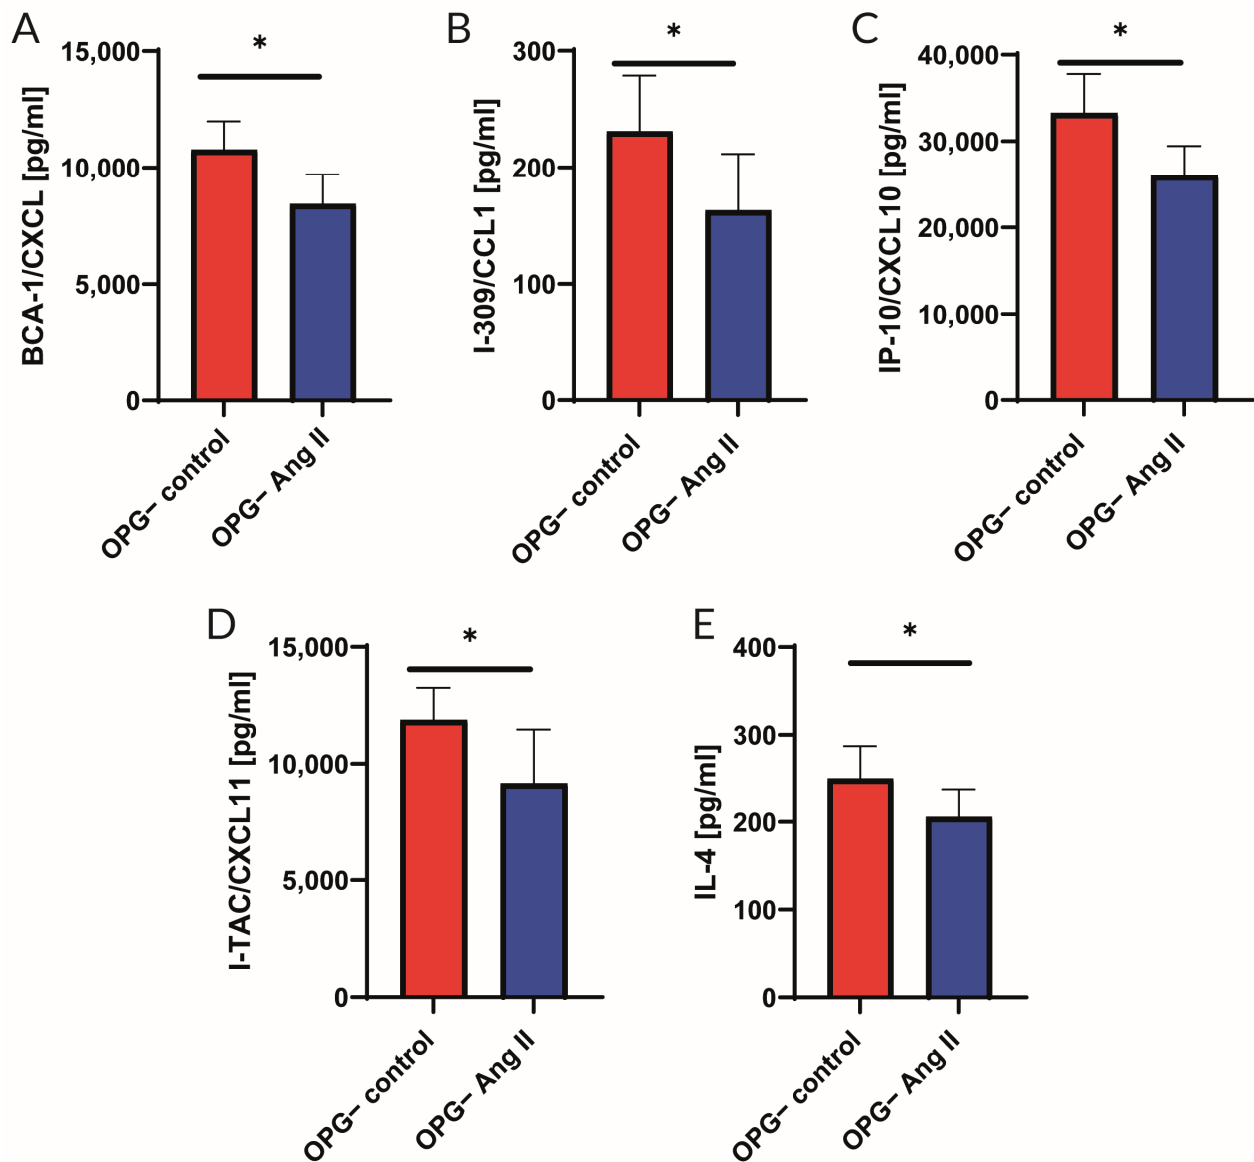 A
BCA-1/CXCL [pg/ml]
15,000
10,000
5,000
0
*
OPG– control
OPG– Ang II
B
I-309/CCL1 [pg/ml]
300
200
100
0
*
OPG– control
OPG– Ang II
C
IP-10/CXCL10 [pg/ml]
40,000
30,000
20,000
10,000
0
*
OPG– control
OPG– Ang II
D
I-TAC/CXCL11 [pg/ml]
15,000
10,000
5,000
0
*
OPG– control
OPG– Ang II
E
IL-4 [pg/ml]
400
300
200
100
0
*
OPG– control
OPG– Ang II